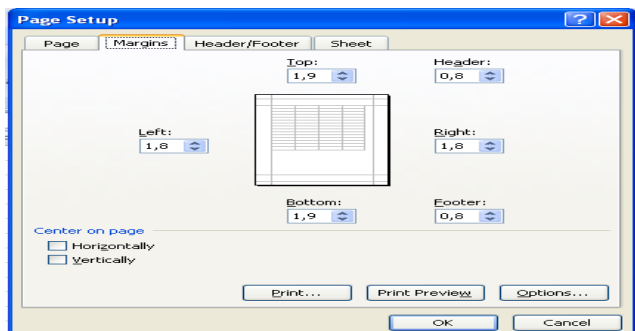 Page Setup
Page Margins Header/Footer Sheet
Top: Header:
1,9 0,8
Left: Right:
1,8 1,8
Bottom: Footer:
1,9 0,8
Center on page
Horizontally
Vertically
Print... Print Preview Options...
OK Cancel